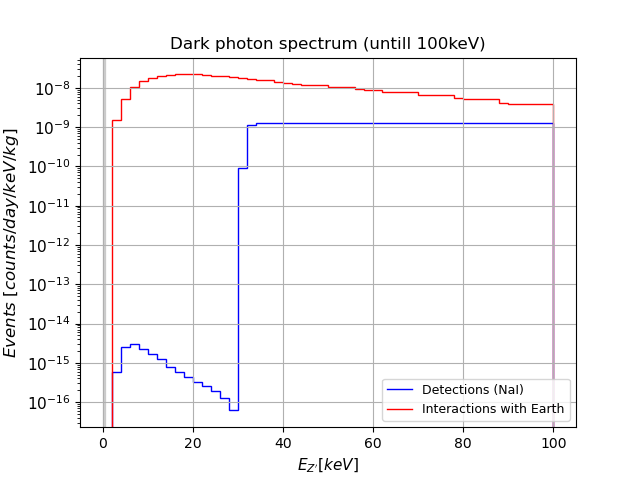 Dark photon spectrum (untill 100keV)
Events [counts/day/keV/kg]
10⁻⁸
10⁻⁹
10⁻¹⁰
10⁻¹¹
10⁻¹²
10⁻¹³
10⁻¹⁴
10⁻¹⁵
10⁻¹⁶
Detections (NaI)
Interactions with Earth
0 20 40 60 80 100
E_{Z'}[keV]